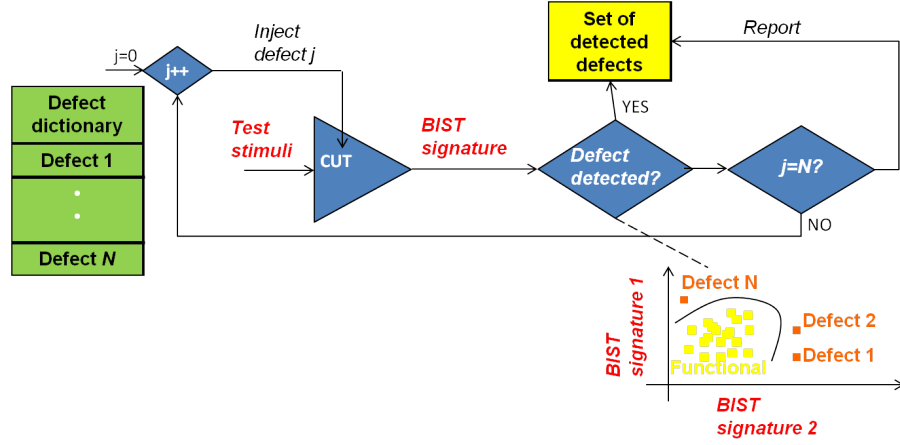 j=0
j++
Inject
defect j
Set of
detected
defects
Report
Defect
dictionary
Defect 1
Defect N
Test
stimuli
CUT
BIST
signature
YES
Defect
detected?
j=N?
NO
BIST
signature 1
Defect N
Defect 2
Defect 1
Functional
BIST
signature 2